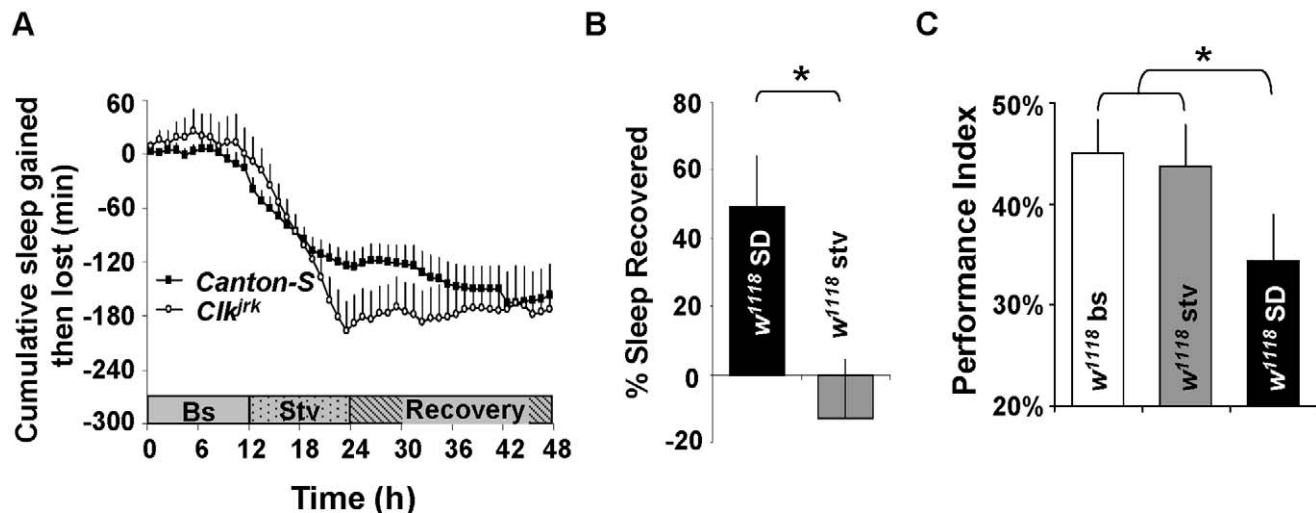 A
Cumulative sleep gained
then lost (min)
60
0
-60
-120
-180
-240
-300
Canton-S
Clk^jrk
Bs
Stv
Recovery
0 6 12 18 24 30 36 42 48
Time (h)
B
% Sleep Recovered
80
60
40
20
0
-20
*
w^1118 SD
w^1118 stv
C
Performance Index
50%
40%
30%
20%
*
w^1118 bs
w^1118 stv
w^1118 SD